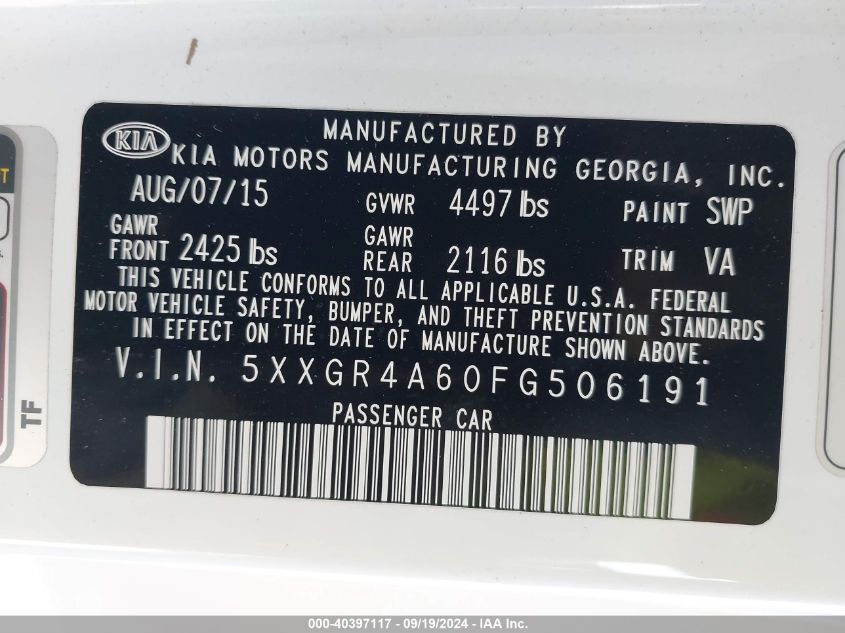 KIA
MANUFACTURED BY
KIA MOTORS MANUFACTURING GEORGIA, INC.
AUG/07/15 GVWR 4497 lbs PAINT SWP
GAWR FRONT 2425 lbs GAWR REAR 2116 lbs TRIM VA
THIS VEHICLE CONFORMS TO ALL APPLICABLE U.S.A. FEDERAL
MOTOR VEHICLE SAFETY, BUMPER, AND THEFT PREVENTION STANDARDS
IN EFFECT ON THE DATE OF MANUFACTURE SHOWN ABOVE.
V.I.N. 5XXGR4A60FG506191
PASSENGER CAR
TF
000-40397117 - 09/19/2024 - IAA Inc.